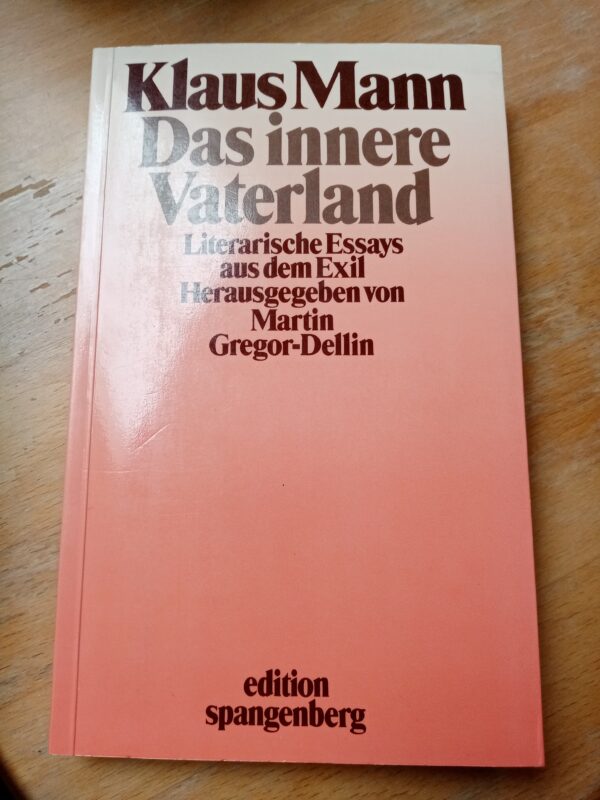 Klaus Mann
Das innere
Vaterland
Literarische Essays
aus dem Exil
Herausgegeben von
Martin
Gregor-Dellin
edition
spangenberg